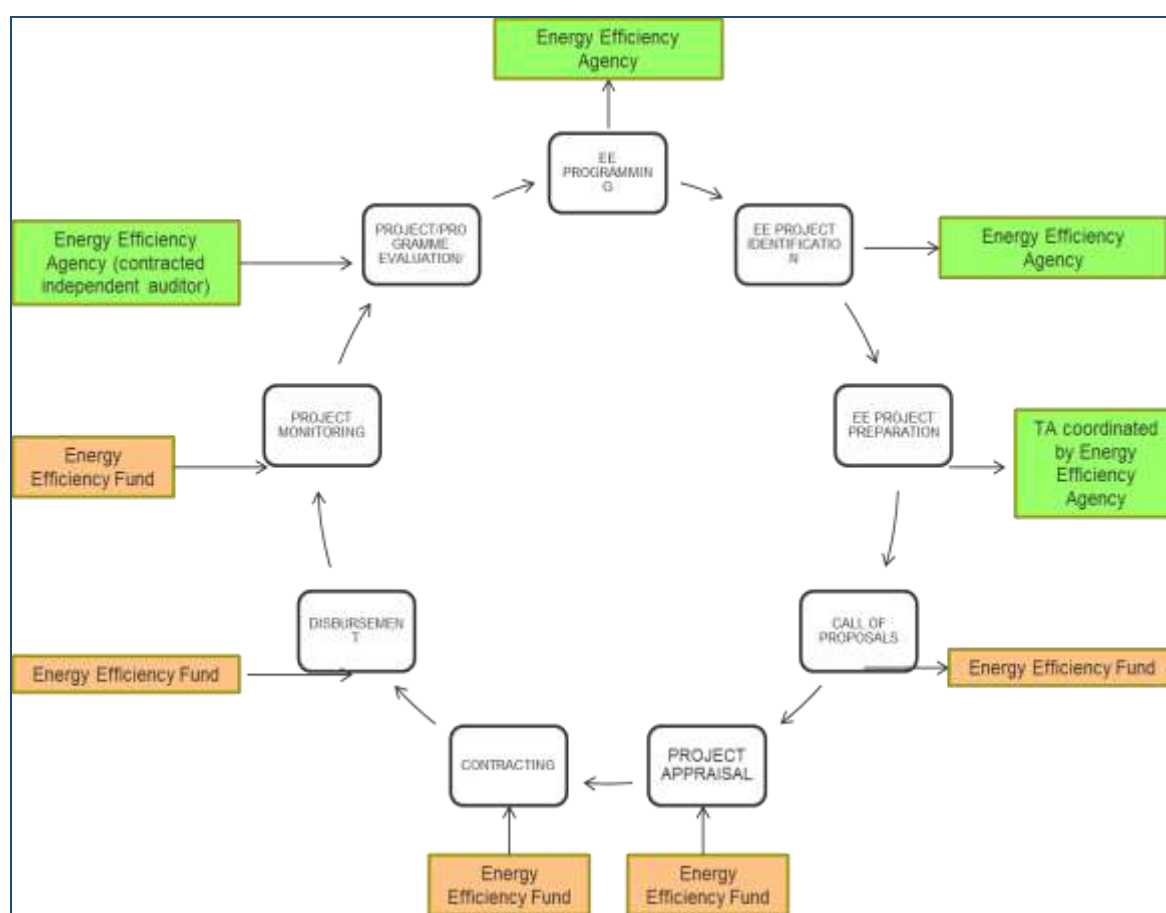 Energy Efficiency
Agency
EE
PROGRAMMIN
G
PROJECT/PRO
GRAMME
EVALUATION/
EE PROJECT
IDENTIFICATIO
N
Energy Efficiency
Agency (contracted
independent auditor)
Energy Efficiency
Agency
PROJECT
MONIITORING
EE PROJECT
PREPARATION
Energy
Efficiency Fund
TA coordinated
by Energy
Efficiency
Agency
DISBURSEMEN
T
CALL OF
PROPOSALS
Energy Efficiency Fund
Energy Efficiency Fund
CONTRACTING
PROJECT
APPRAISAL
Energy
Efficiency Fund
Energy
Efficiency Fund